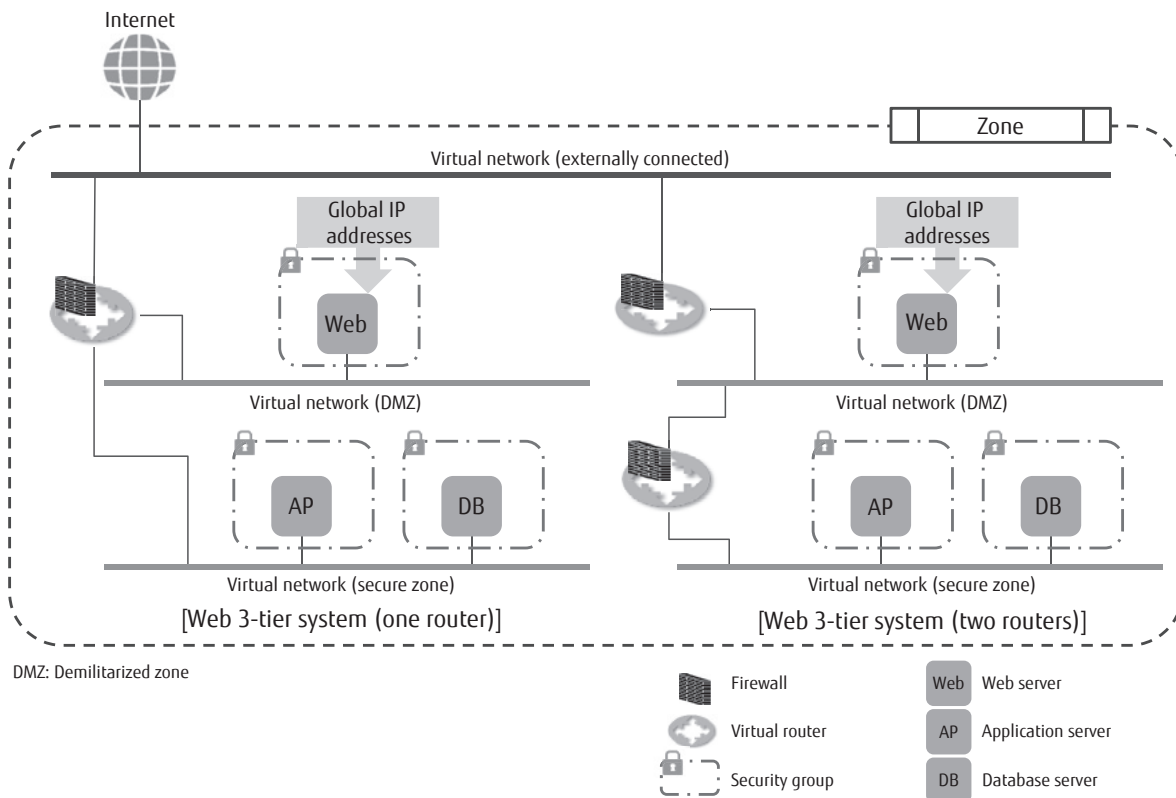 Internet
Zone
Virtual network (externally connected)
Global IP
addresses
Global IP
addresses
Web
Web
Virtual network (DMZ)
Virtual network (DMZ)
AP
DB
AP
DB
Virtual network (secure zone)
Virtual network (secure zone)
[Web 3-tier system (one router)]
[Web 3-tier system (two routers)]
DMZ: Demilitarized zone
Firewall
Web
Web server
Virtual router
AP
Application server
Security group
DB
Database server